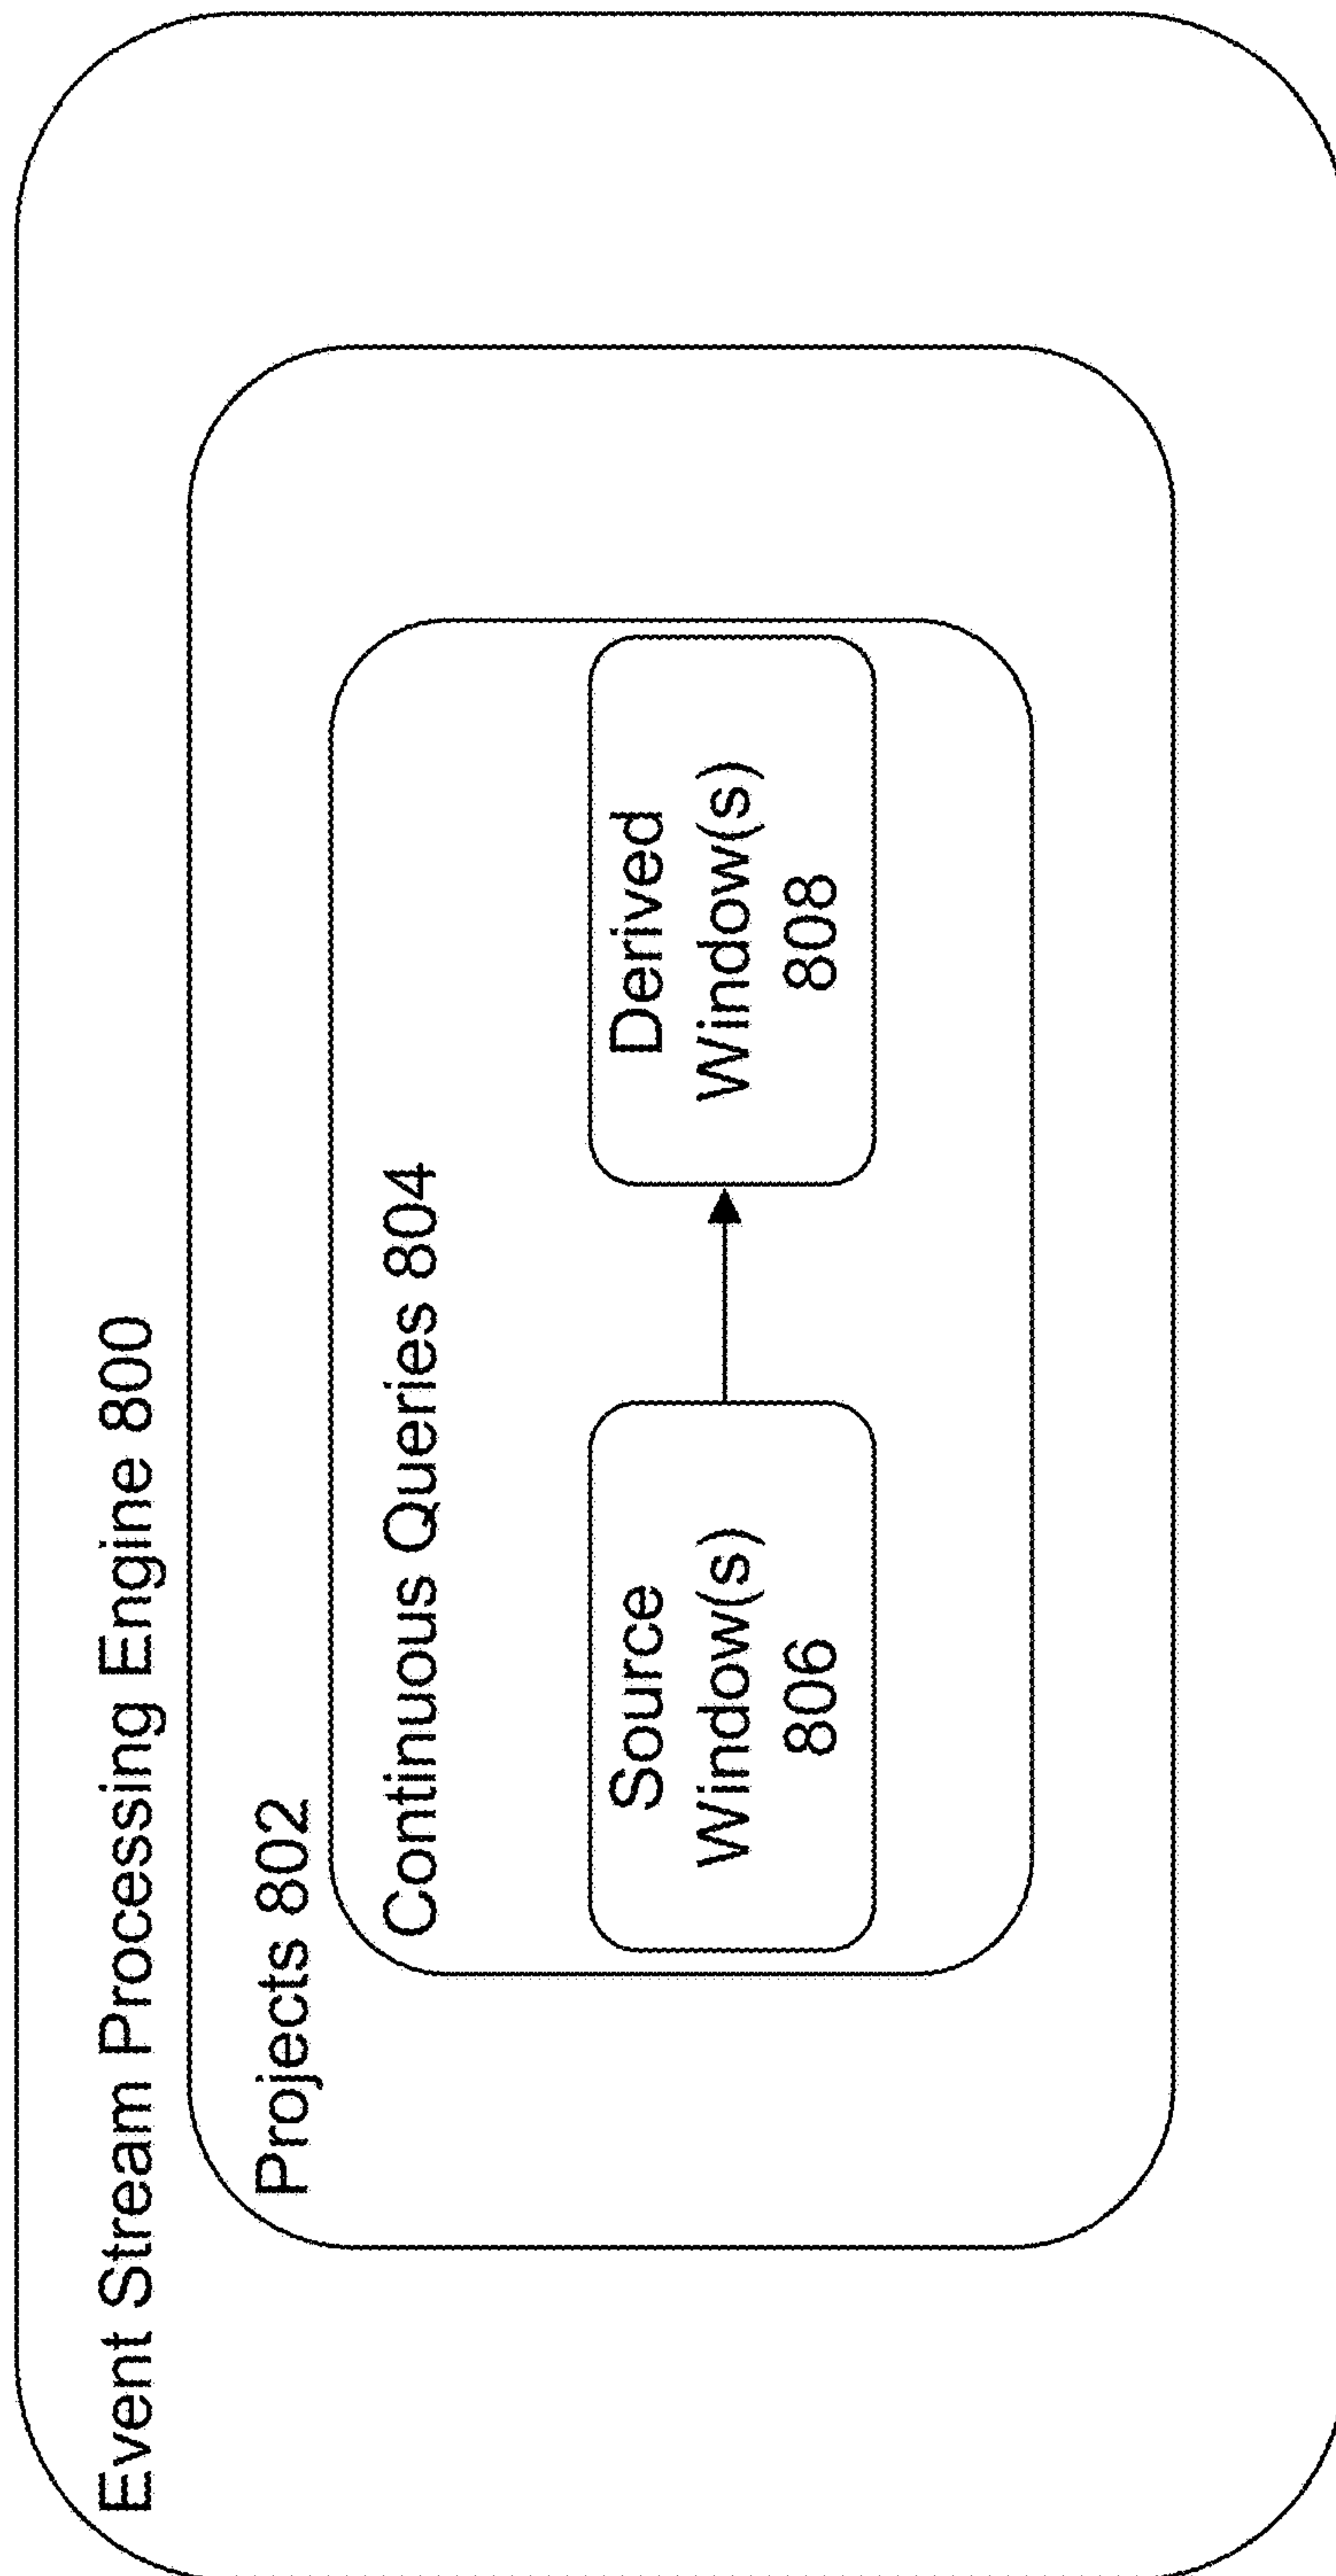 Event Stream Processing Engine 800
Projects 802
Continuous Queries 804
Source
Window(s)
806
Derived
Window(s)
808